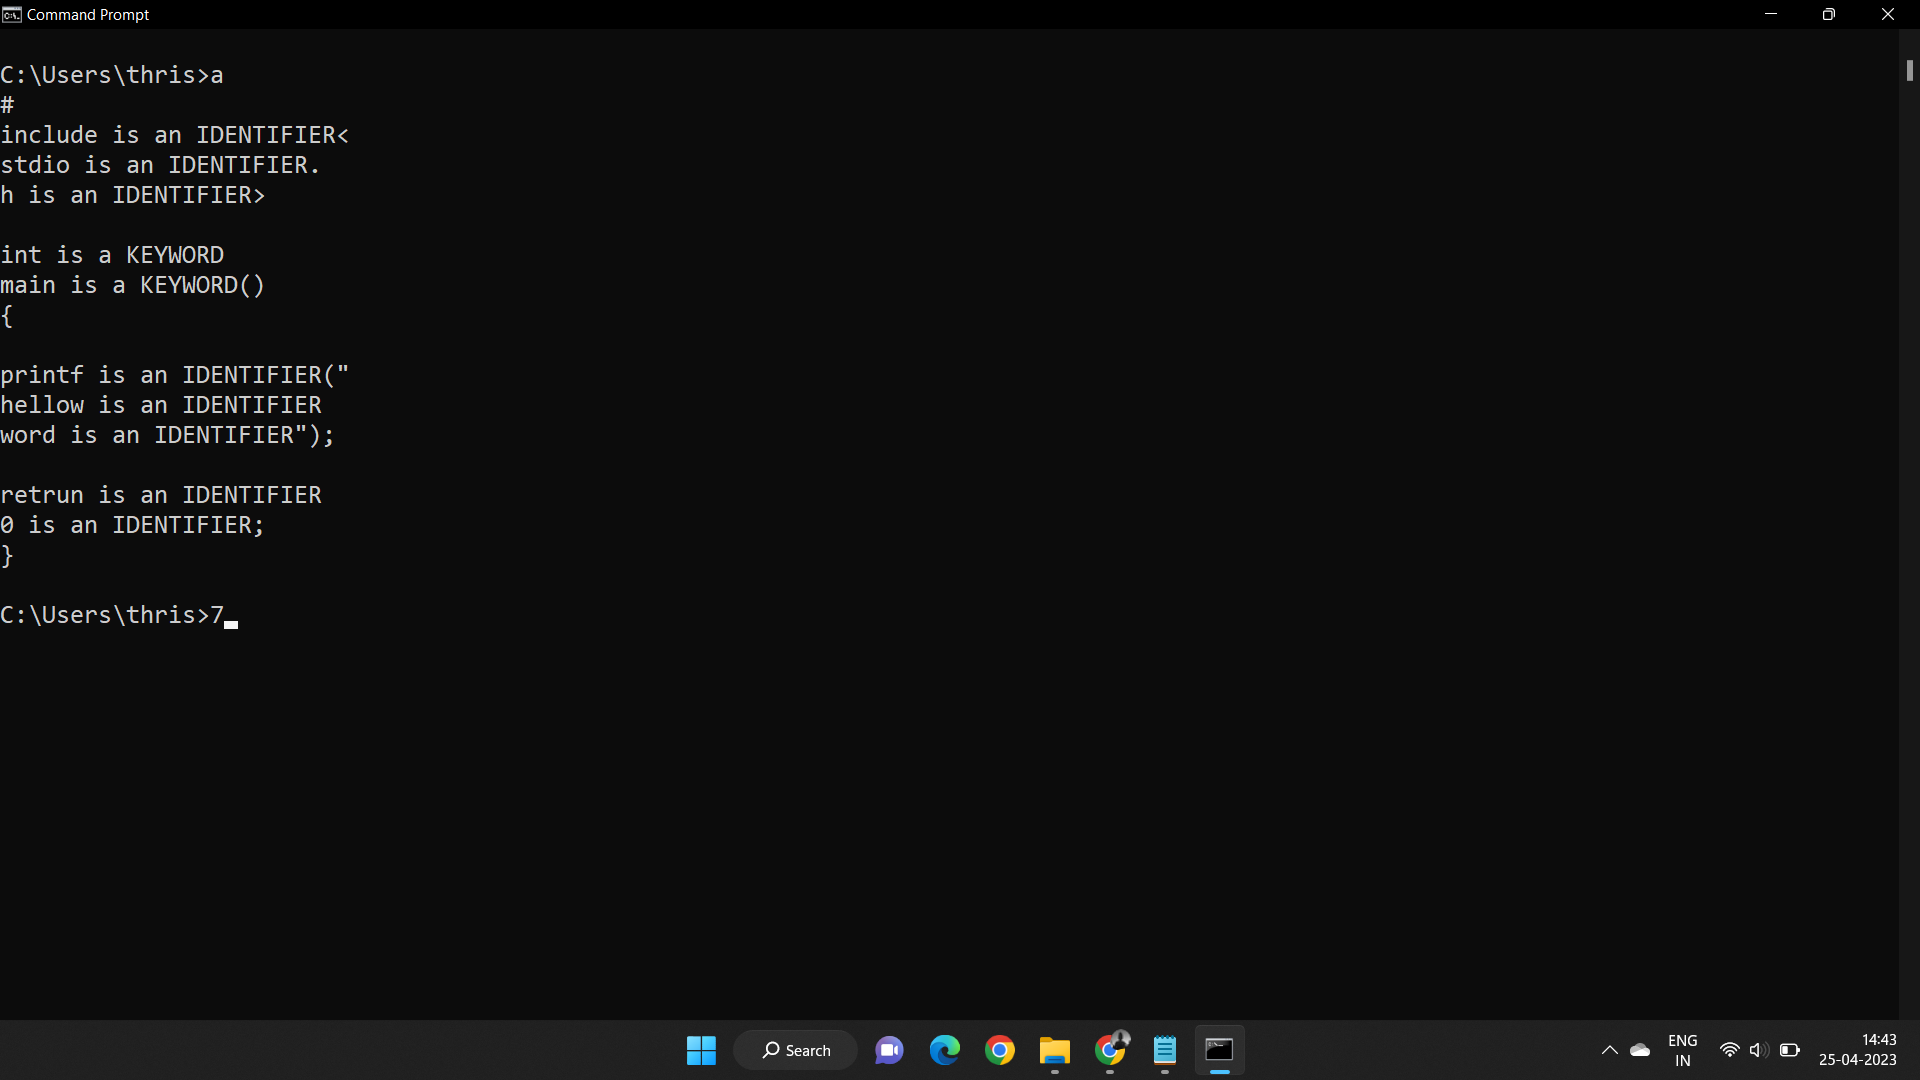 Command Prompt
C:\Users\thris>a
#
include is an IDENTIFIER<
stdio is an IDENTIFIER.
h is an IDENTIFIER>
int is a KEYWORD
main is a KEYWORD()
{
printf is an IDENTIFIER("
hellow is an IDENTIFIER
word is an IDENTIFIER");
retrun is an IDENTIFIER
0 is an IDENTIFIER;
}
C:\Users\thris>7
Search
ENG
IN
14:43
25-04-2023